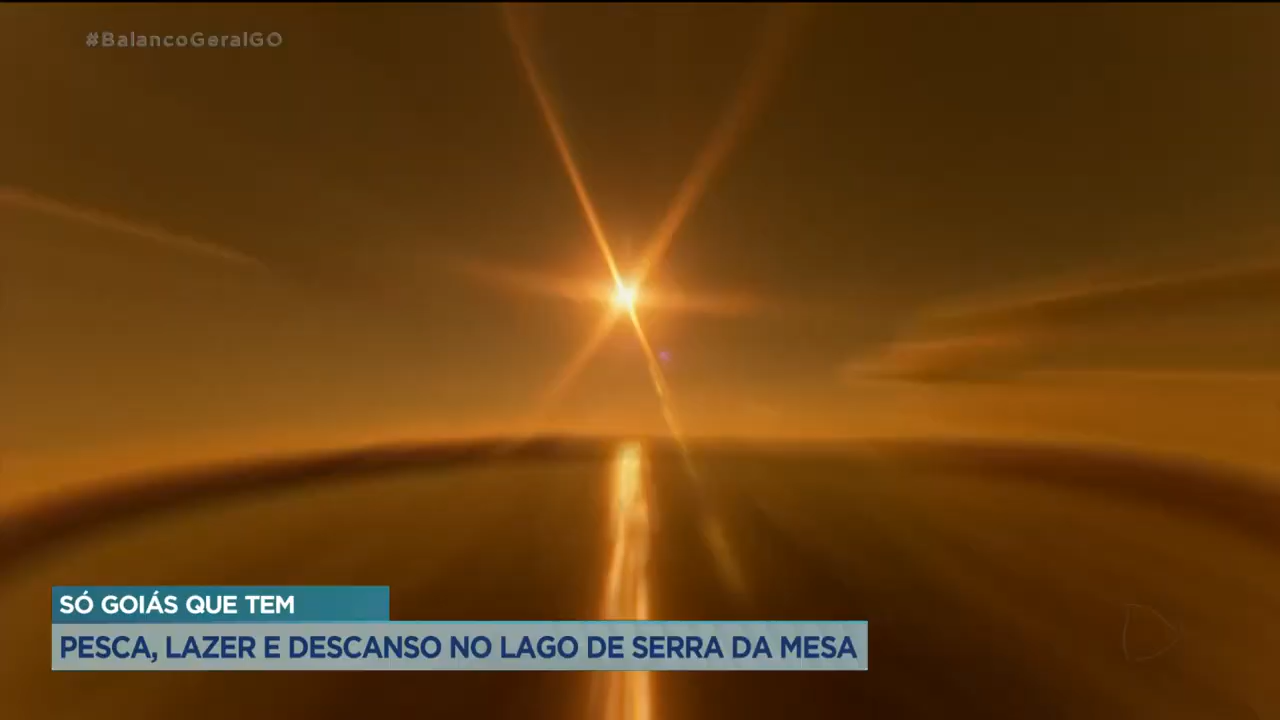 #BalancoGeralGO
SÓ GOIÁS QUE TEM
PESCA, LAZER E DESCANSO NO LAGO DE SERRA DA MESA